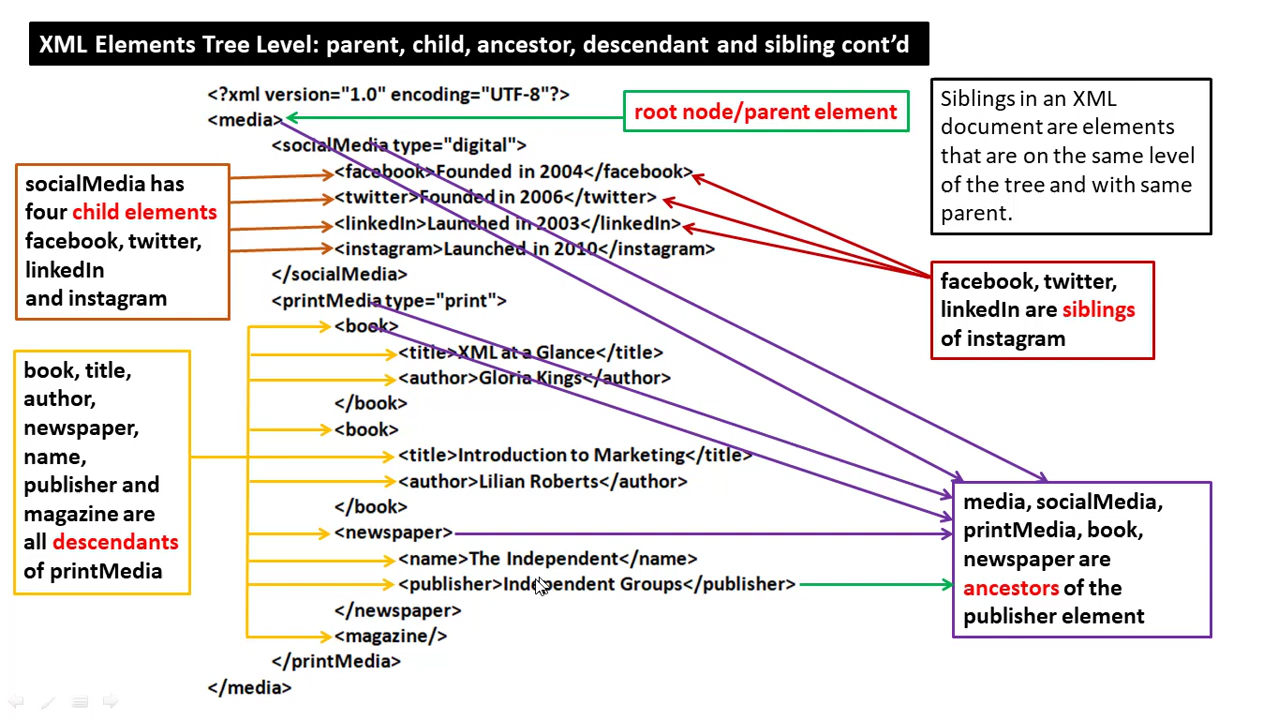 XML Elements Tree Level: parent, child, ancestor, descendant and sibling cont'd
<?xml version="1.0" encoding="UTF-8"?>
<media>
root node/parent element
<socialMedia type="digital">
<facebook>Founded in 2004</facebook>
<twitter>Founded in 2006</twitter>
<linkedIn>Launched in 2003</linkedIn>
<instagram>Launched in 2010</instagram>
</socialMedia>
<printMedia type="print">
<book>
<title>XML at a Glance</title>
<author>Gloria Kings</author>
</book>
<book>
<title>Introduction to Marketing</title>
<author>Lilian Roberts</author>
</book>
<newspaper>
<name>The Independent</name>
<publisher>Independent Groups</publisher>
</newspaper>
<magazine/>
</printMedia>
</media>
socialMedia has
four child elements
facebook, twitter,
linkedIn
and instagram
book, title,
author,
newspaper,
name,
publisher and
magazine are
all descendants
of printMedia
Siblings in an XML
document are elements
that are on the same level
of the tree and with same
parent.
facebook, twitter,
linkedIn are siblings
of instagram
media, socialMedia,
printMedia, book,
newspaper are
ancestors of the
publisher element